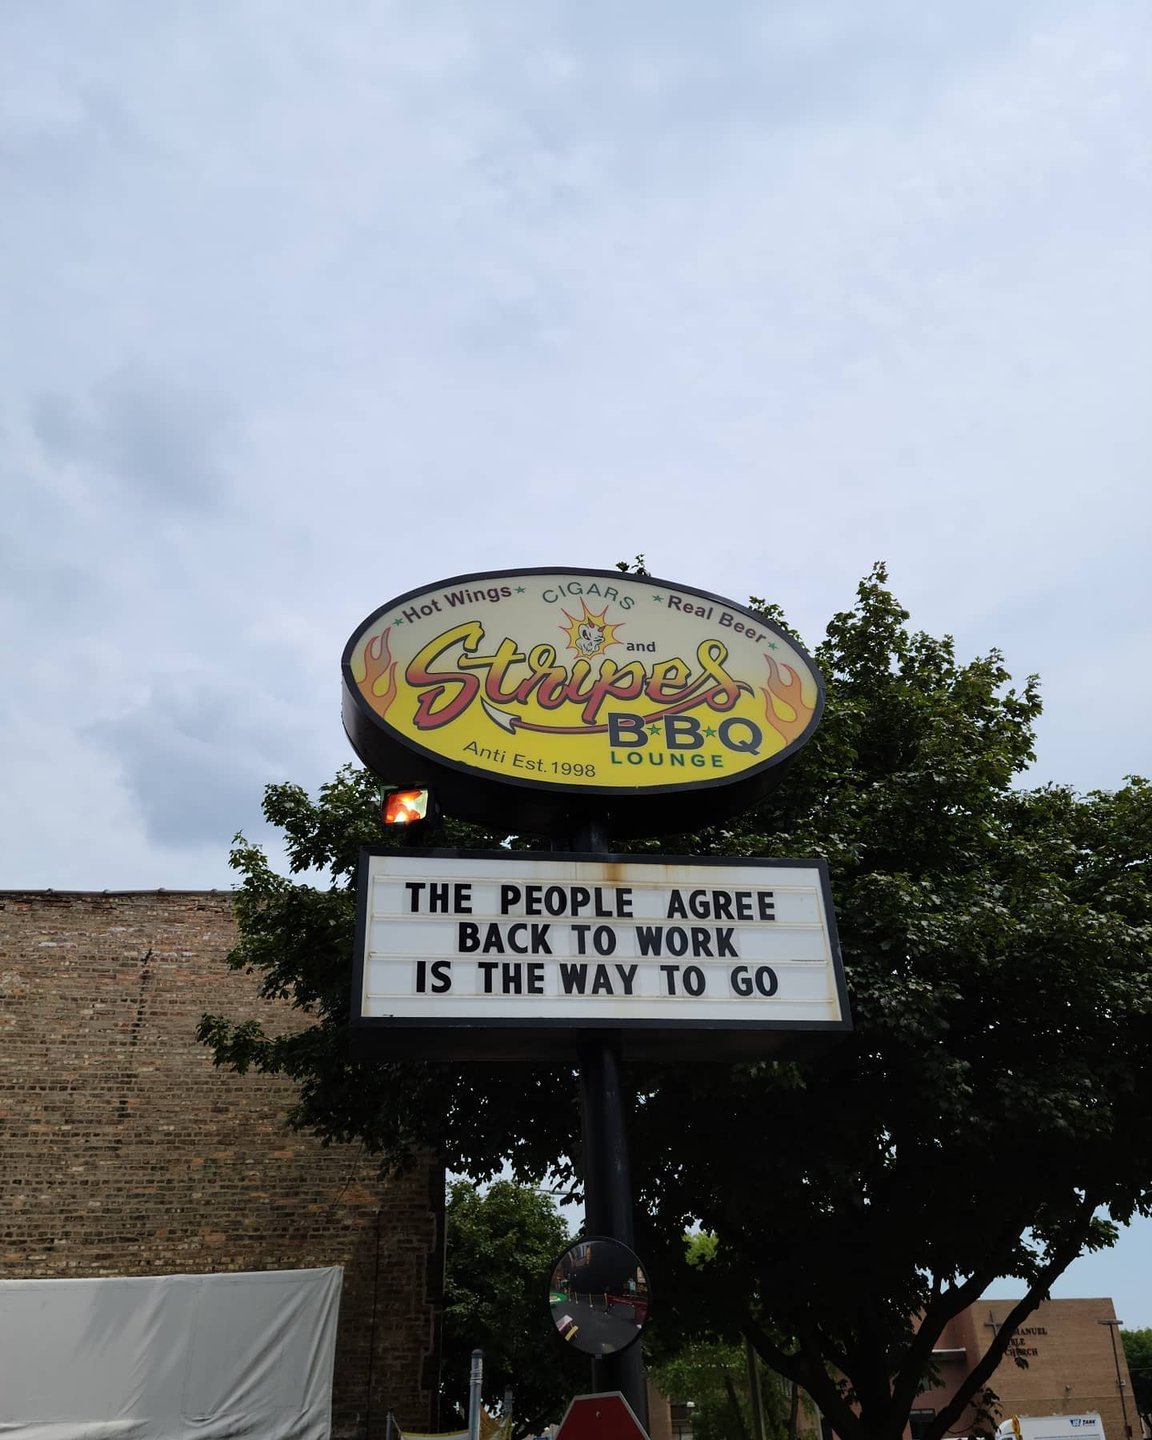 Hot Wings CIGARS Real Beer
and
Stripes
B★B★Q
LOUNGE
Anti Est. 1998
THE PEOPLE AGREE
BACK TO WORK
IS THE WAY TO GO
CHURCH